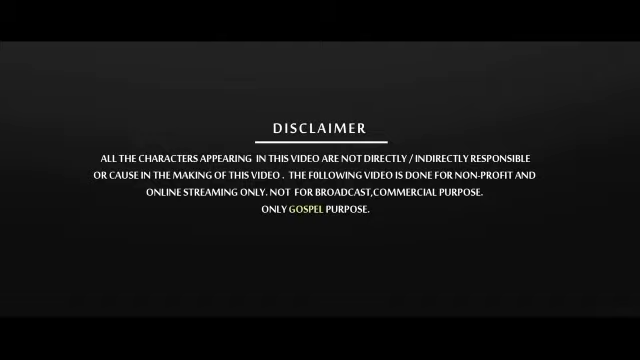 DISCLAIMER
ALL THE CHARACTERS APPEARING IN THIS VIDEO ARE NOT DIRECTLY / INDIRECTLY RESPONSIBLE
OR CAUSE IN THE MAKING OF THIS VIDEO . THE F0LLOWING VIDEO IS DONE FOR NON-PROFIT AND
ONLINE STREAMING ONLY. NOT FOR BROADCAST,COMMERCIAL PURPOSE.
ONLY GOSPEL PURPOSE.